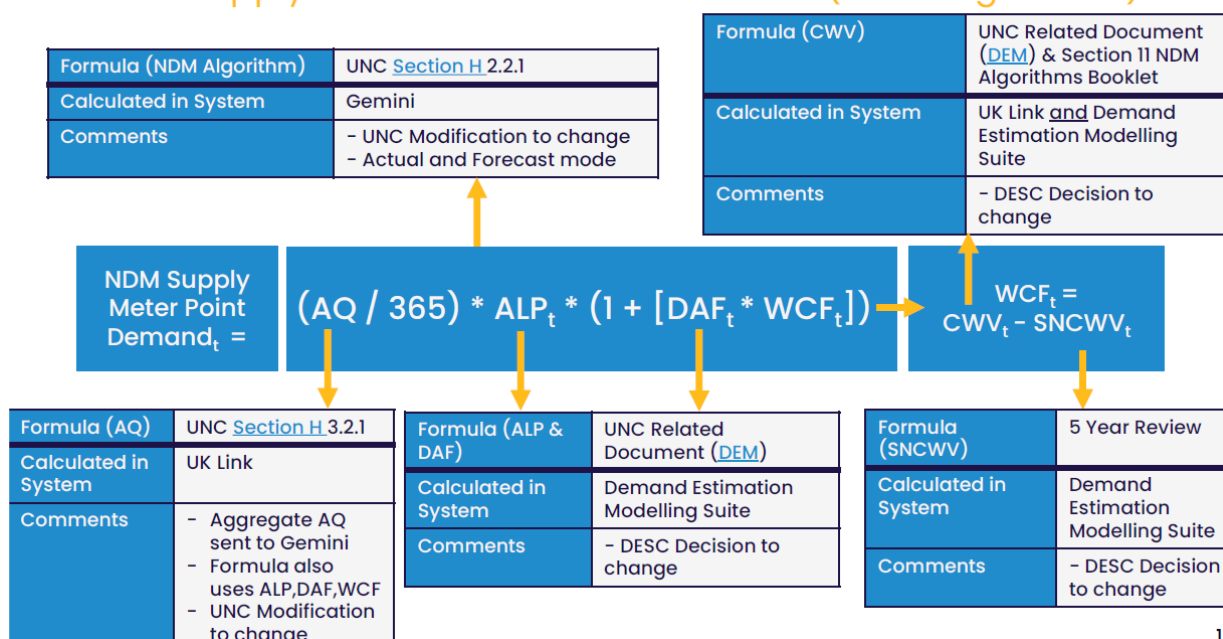 Formula (NDM Algorithm) UNC Section H 2.2.1
Calculated in System Gemini
Comments - UNC Modification to change
- Actual and Forecast mode
Formula (CWV) UNC Related Document
(DEM) & Section 11 NDM
Algorithms Booklet
Calculated in System UK Link and Demand
Estimation Modelling
Suite
Comments - DESC Decision to
change
NDM Supply
Meter Point
Demandt =
(AQ / 365) * ALPt * (1 + [DAFt * WCFt])
WCFt =
CWVt - SNCWVt
Formula (AQ) UNC Section H 3.2.1
Calculated in UK Link
System
Comments - Aggregate AQ
sent to Gemini
- Formula also
uses ALP,DAF,WCF
- UNC Modification
to change
Formula (ALP & UNC Related
DAF) Document (DEM)
Calculated in Demand Estimation
System Modelling Suite
Comments - DESC Decision to
change
Formula 5 Year Review
(SNCWV)
Calculated in Demand
System Estimation
Modelling Suite
Comments - DESC Decision
to change